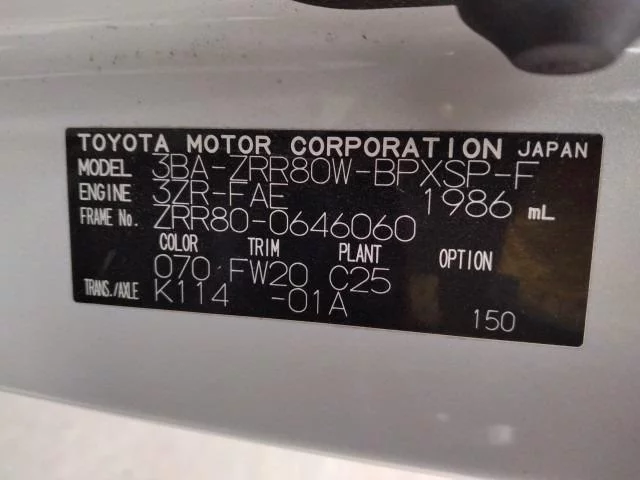 TOYOTA MOTOR CORPORATION JAPAN
MODEL 3BA-ZRR80W-BPXSP-F
ENGINE 3ZR-FAE 1986 mL
FRAME No. ZRR80-0646060
COLOR TRIM PLANT OPTION
070 FW20 C25
TRANS./AXLE K114 -01A
150